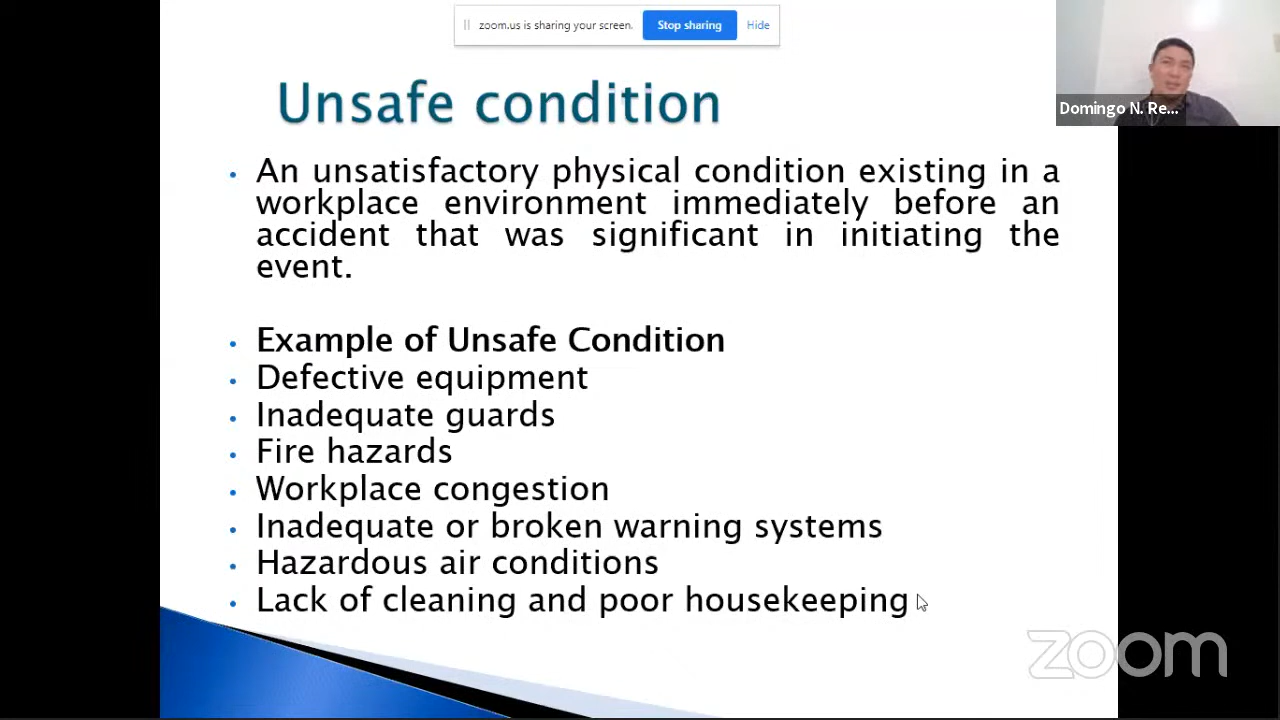 zoom.us is sharing your screen. Stop sharing Hide
Domingo N. Re...
Unsafe condition
• An unsatisfactory physical condition existing in a
workplace environment immediately before an
accident that was significant in initiating the
event.
• Example of Unsafe Condition
• Defective equipment
• Inadequate guards
• Fire hazards
• Workplace congestion
• Inadequate or broken warning systems
• Hazardous air conditions
• Lack of cleaning and poor housekeeping
zoom